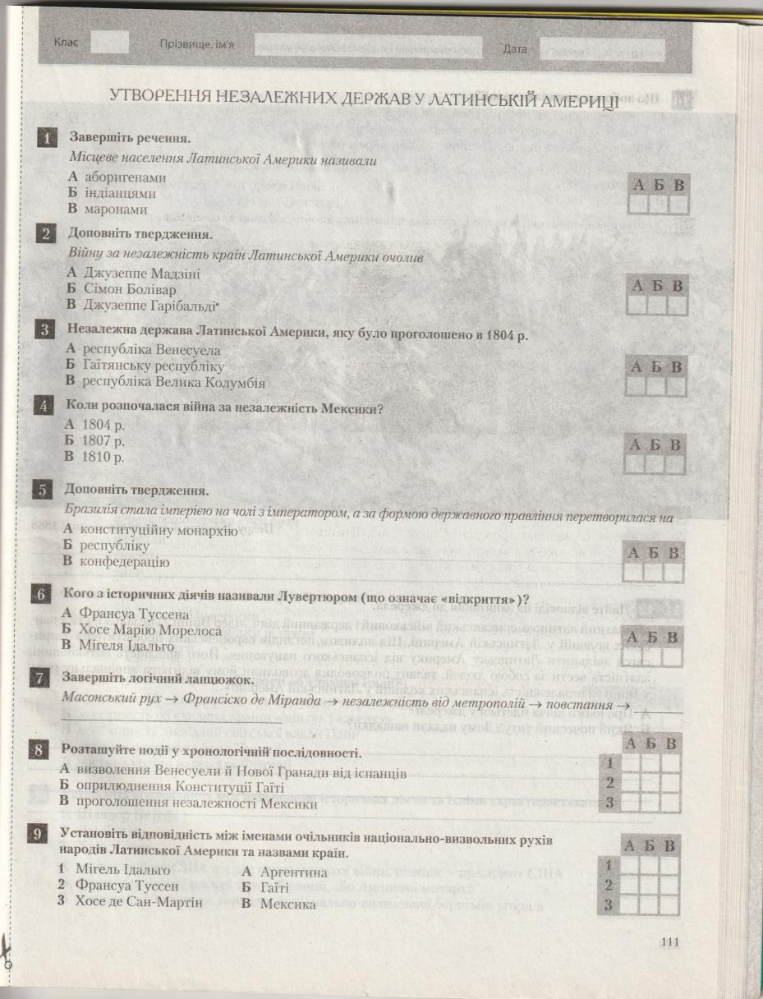 Клас Прізвище, ім'я Дата
УТВОРЕННЯ НЕЗАЛЕЖНИХ ДЕРЖАВ У ЛАТИНСЬКІЙ АМЕРИЦІ
1 Завершіть речення.
Місцеве населення Латинської Америки називали
А аборигенами
Б індіанцями
В маронами
А Б В
2 Доповніть твердження.
Війну за незалежність країн Латинської Америки очолив
А Джузеппе Мадзіні
Б Сімон Болівар
В Джузеппе Гарібальді
А Б В
3 Незалежна держава Латинської Америки, яку було проголошено в 1804 р.
А республіка Венесуела
Б Гаїтянську республіку
В республіка Велика Колумбія
А Б В
4 Коли розпочалася війна за незалежність Мексики?
А 1804 р.
Б 1807 р.
В 1810 р.
А Б В
5 Доповніть твердження.
Бразилія стала імперією на чолі з імператором, а за формою державного правління перетворилася на
А конституційну монархію
Б республіку
В конфедерацію
А Б В
6 Кого з історичних діячів називали Лувертюром (що означає «відкриття»)?
А Франсуа Туссена
Б Хосе Марію Морелоса
В Мігеля Ідальго
А Б В
7 Завершіть логічний ланцюжок.
Масонський рух → Франсіско де Міранда → незалежність від метрополій → повстання →
8 Розташуйте події у хронологічній послідовності.
А визволення Венесуели й Нової Гранади від іспанців
Б оприлюднення Конституції Гаїті
В проголошення незалежності Мексики
А Б В
1
2
3
9 Установіть відповідність між іменами очільників національно-визвольних рухів
народів Латинської Америки та назвами країн.
1 Мігель Ідальго А Аргентина
2 Франсуа Туссен Б Гаїті
3 Хосе де Сан-Мартін В Мексика
А Б В
1
2
3
111